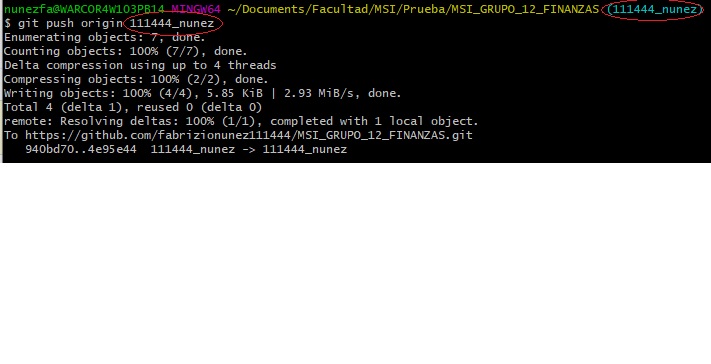 nunezfa@WARCOR4W103PB14 MINGW64 ~/Documents/Facultad/MSI/Prueba/MSI_GRUPO_12_FINANZAS (111444_nunez)
$ git push origin 111444_nunez
Enumerating objects: 7, done.
Counting objects: 100% (7/7), done.
Delta compression using up to 4 threads
Compressing objects: 100% (2/2), done.
Writing objects: 100% (4/4), 5.85 KiB | 2.93 MiB/s, done.
Total 4 (delta 1), reused 0 (delta 0)
remote: Resolving deltas: 100% (1/1), completed with 1 local object.
To https://github.com/fabrizionunez111444/MSI_GRUPO_12_FINANZAS.git
   940bd70..4e95e44  111444_nunez -> 111444_nunez